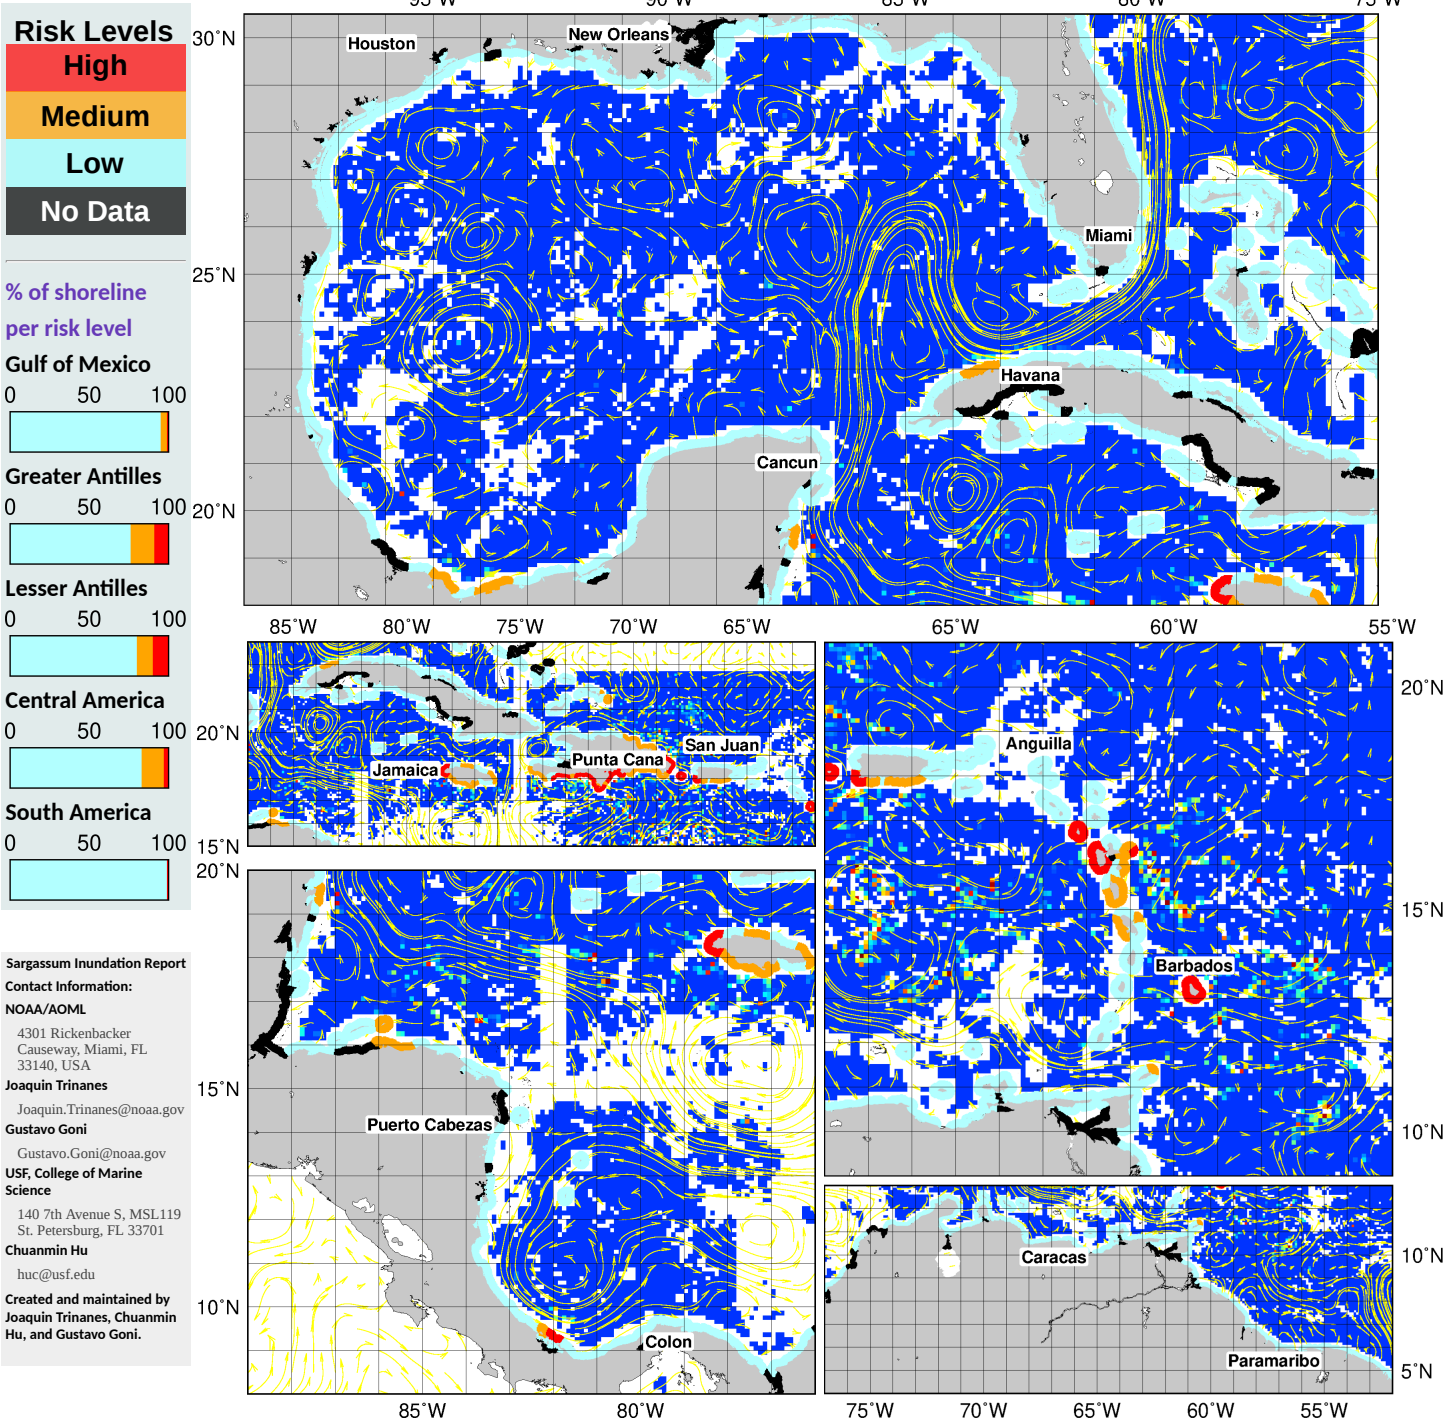 Risk Levels
High
Medium
Low
No Data
% of shoreline
per risk level
Gulf of Mexico
0 50 100
Greater Antilles
0 50 100
Lesser Antilles
0 50 100
Central America
0 50 100
South America
0 50 100
Sargassum Inundation Report
Contact Information:
NOAA/AOML
4301 Rickenbacker
Causeway, Miami, FL
33140, USA
Joaquin Trinanes
Joaquin.Trinanes@noaa.gov
Gustavo Goni
Gustavo.Goni@noaa.gov
USF, College of Marine
Science
140 7th Avenue S, MSL119
St. Petersburg, FL 33701
Chuanmin Hu
huc@usf.edu
Created and maintained by
Joaquin Trinanes, Chuanmin
Hu, and Gustavo Goni.
95°W 90°W 85°W 80°W 75°W
30°N
25°N
20°N
Houston
New Orleans
Miami
Havana
Cancun
85°W 80°W 75°W 70°W 65°W
20°N
15°N
Jamaica
Punta Cana
San Juan
65°W 60°W 55°W
20°N
15°N
10°N
Anguilla
Barbados
20°N
15°N
10°N
Puerto Cabezas
Colon
85°W 80°W
10°N
5°N
Caracas
Paramaribo
75°W 70°W 65°W 60°W 55°W